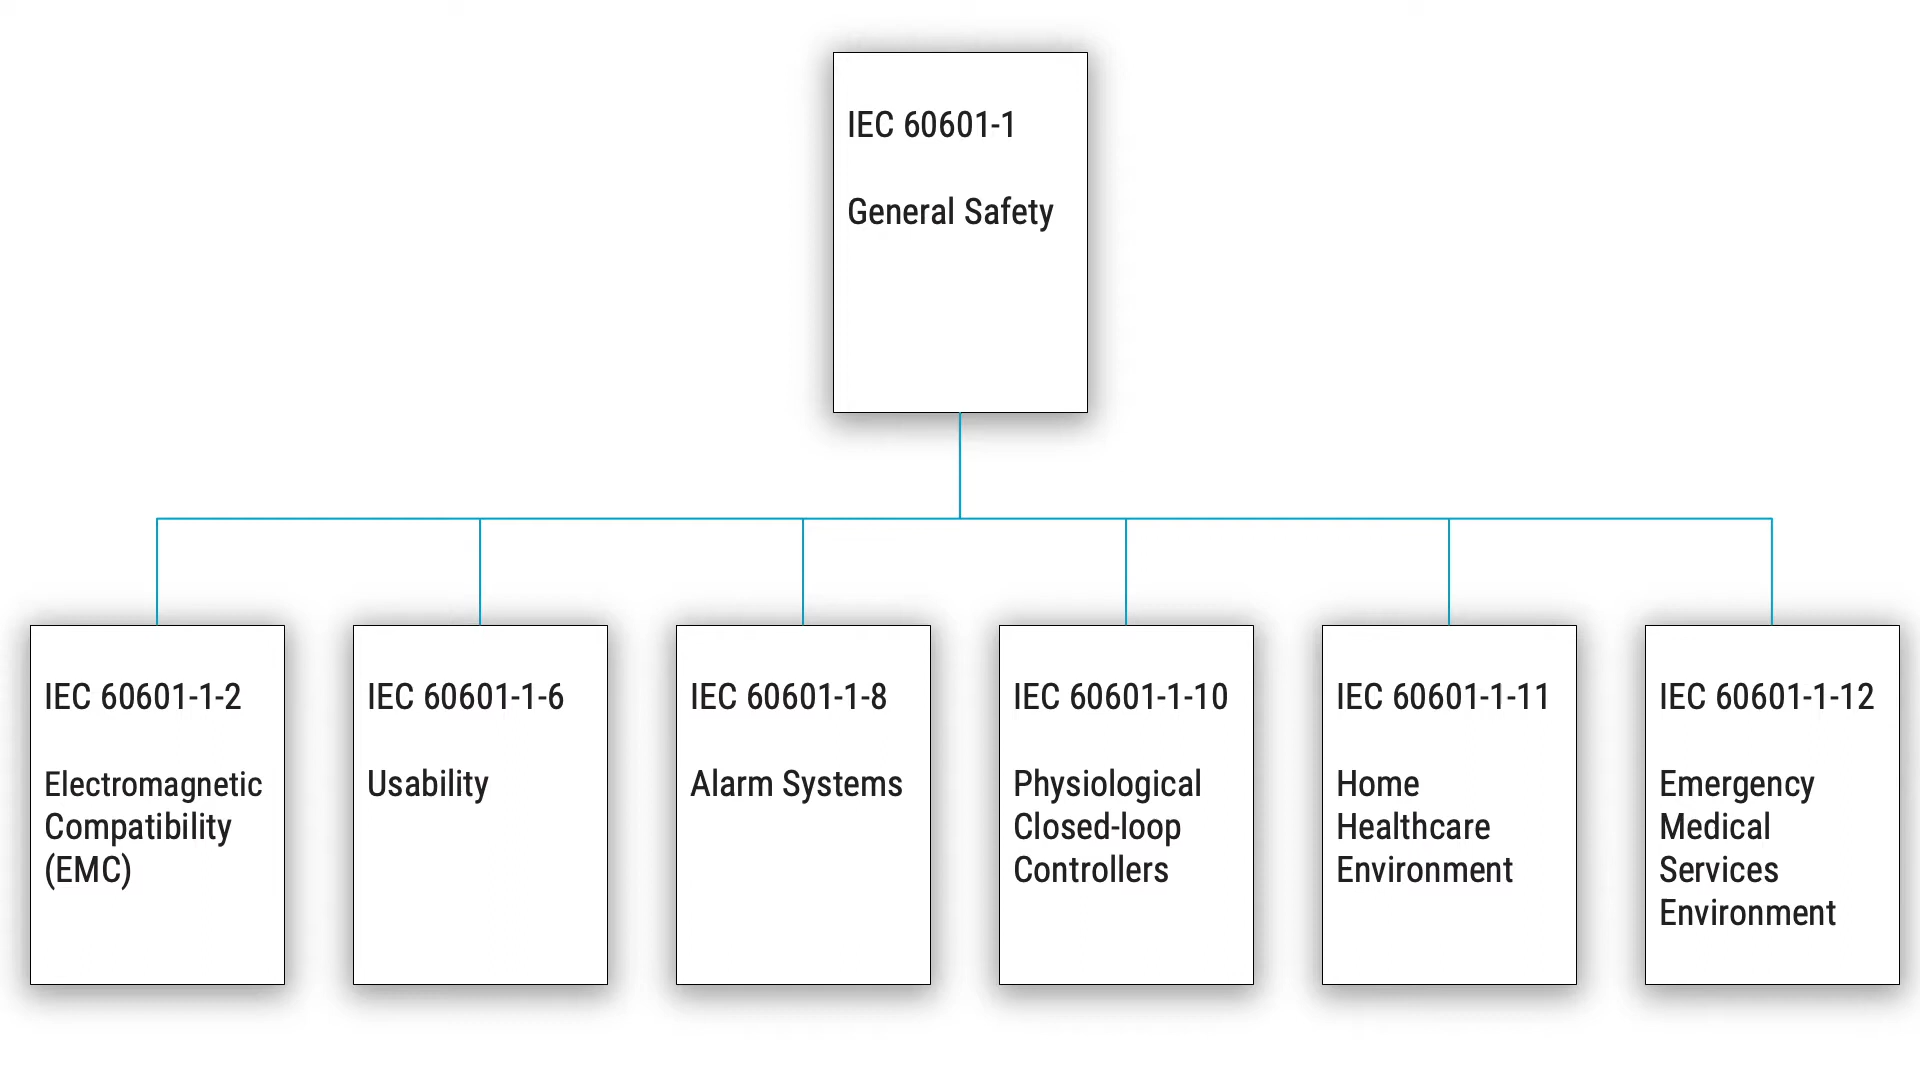 IEC 60601-1
General Safety
IEC 60601-1-2
Electromagnetic
Compatibility
(EMC)
IEC 60601-1-6
Usability
IEC 60601-1-8
Alarm Systems
IEC 60601-1-10
Physiological
Closed-loop
Controllers
IEC 60601-1-11
Home
Healthcare
Environment
IEC 60601-1-12
Emergency
Medical
Services
Environment